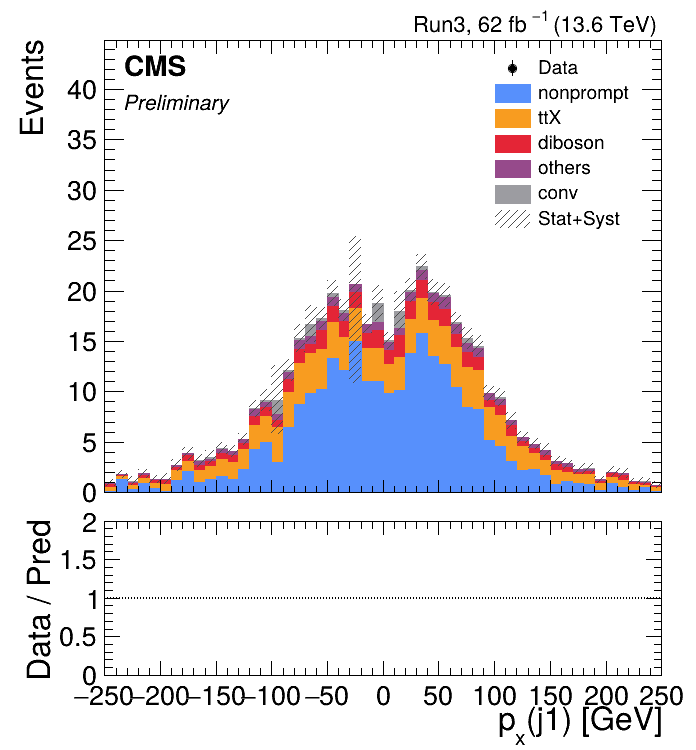 Run3, 62 fb⁻¹ (13.6 TeV)
CMS
Preliminary
Data
nonprompt
ttX
diboson
others
conv
Stat+Syst
Events
40
35
30
25
20
15
10
5
0
Data / Pred
2
1.5
1
0.5
0
−250 −200 −150 −100 −50 0 50 100 150 200 250
pₓ(j1) [GeV]